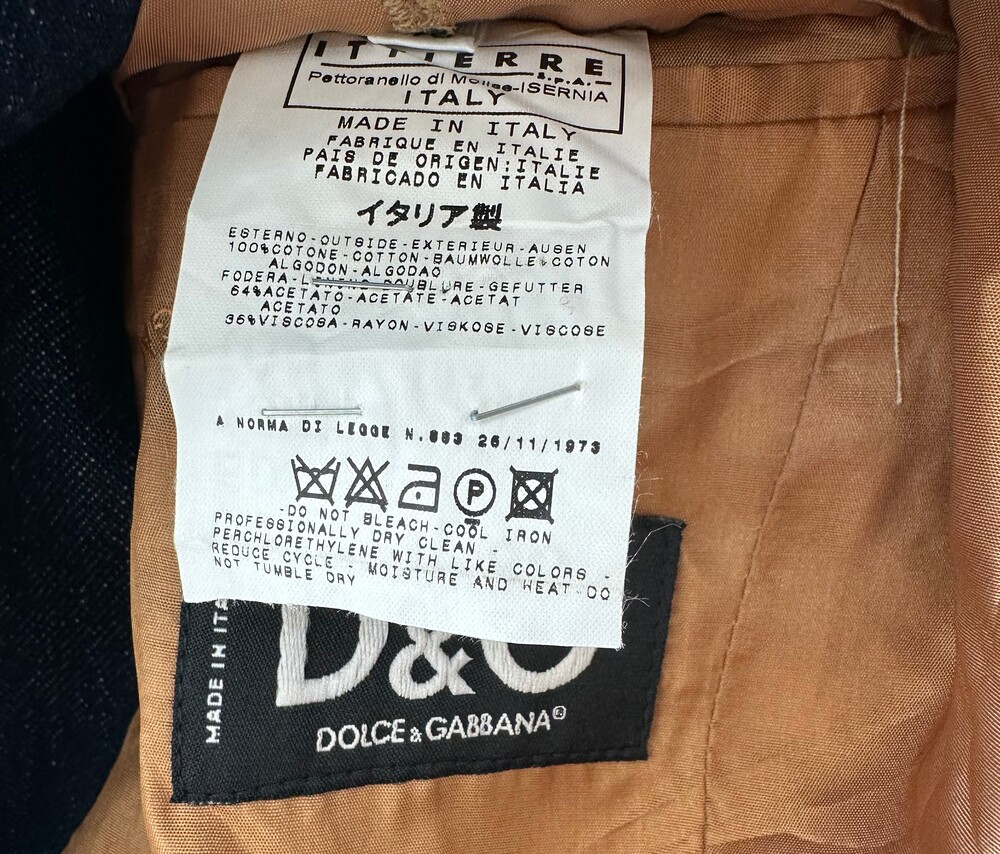 ITTIERRE
S.p.A.
Pettoranello di Molise-ISERNIA
ITALY
MADE IN ITALY
FABRIQUE EN ITALIE
PAIS DE ORIGEN:ITALIE
FABRICADO EN ITALIA
イタリア製
ESTERNO-OUTSIDE-EXTERIEUR-AUSEN
100%COTONE-COTTON-BAUMWOLLE-COTON
ALGODON-ALGODAO
FODERA-LINING-DOUBLURE-GEFUTTER
64%ACETATO-ACETATE-ACETAT
ACETATO
36%VISCOSA-RAYON-VISKOSE-VISCOSE
A NORMA DI LEGGE N.883 26/11/1973
P
-DO NOT BLEACH-COOL IRON
PROFESSIONALLY DRY CLEAN -
PERCHLORETHYLENE WITH LIKE COLORS -
REDUCE CYCLE - MOISTURE AND HEAT-DO
NOT TUMBLE DRY
MADE IN ITA
D&G
DOLCE&GABBANA®